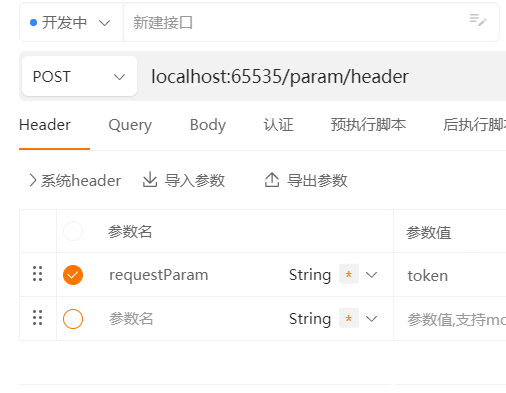 开发中 新建接口
POST localhost:65535/param/header
Header Query Body 认证 预执行脚本 后执行脚
系统header 导入参数 导出参数
参数名 参数值
requestParam String * token
参数名 String * 参数值,支持mo